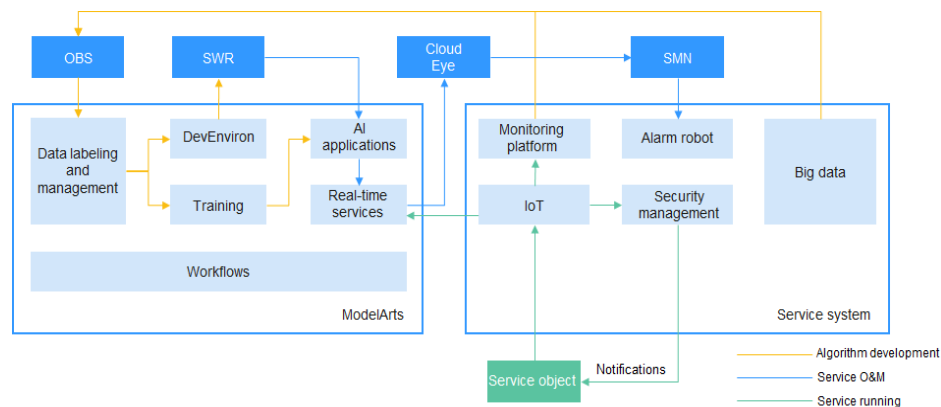 OBS
SWR
Cloud
Eye
SMN
Data labeling
and
management
DevEnviron
Training
AI
applications
Real-time
services
Workflows
ModelArts
Monitoring
platform
Alarm robot
IoT
Security
management
Big data
Service system
Service object
Notifications
Algorithm development
Service O&M
Service running